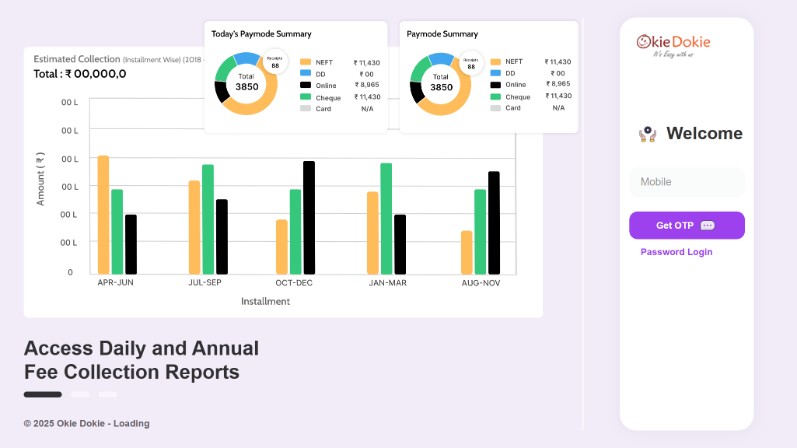 Today's Paymode Summary
Total
3850
Receipts
88
NEFT ₹ 11,430
DD ₹ 00
Online ₹ 8,965
Cheque ₹ 11,430
Card N/A
Paymode Summary
Total
3850
Receipts
88
NEFT ₹ 11,430
DD ₹ 00
Online ₹ 8,965
Cheque ₹ 11,430
Card N/A
Estimated Collection (Installment Wise) (2018
Total : ₹ 00,000,0
Amount ( ₹ )
00 L
00 L
00 L
00 L
00 L
00 L
0
APR-JUN JUL-SEP OCT-DEC JAN-MAR AUG-NOV
Installment
Access Daily and Annual
Fee Collection Reports
© 2025 Okie Dokie - Loading
OkieDokie
It's Easy with us
Welcome
Mobile
Get OTP
Password Login